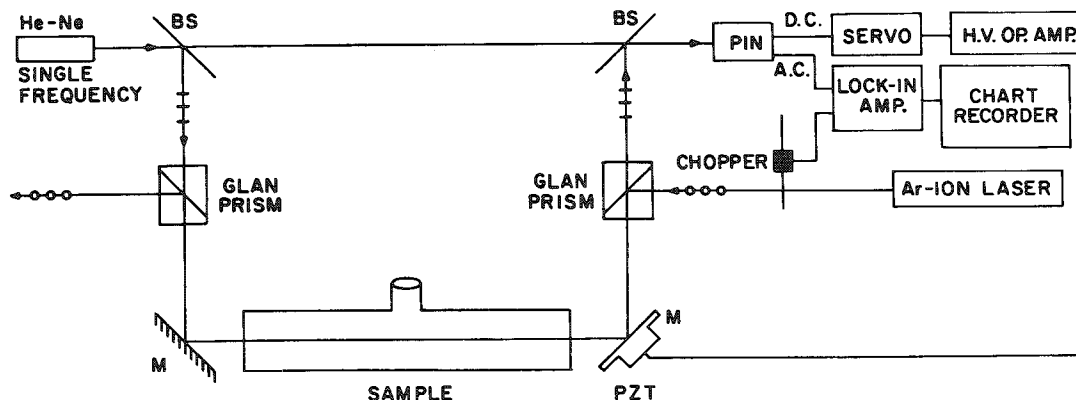 He-Ne
SINGLE
FREQUENCY
BS
BS
PIN
D.C.
A.C.
SERVO
H.V. OP. AMP.
LOCK-IN
AMP.
CHART
RECORDER
CHOPPER
GLAN
PRISM
GLAN
PRISM
Ar-ION LASER
M
SAMPLE
M
PZT